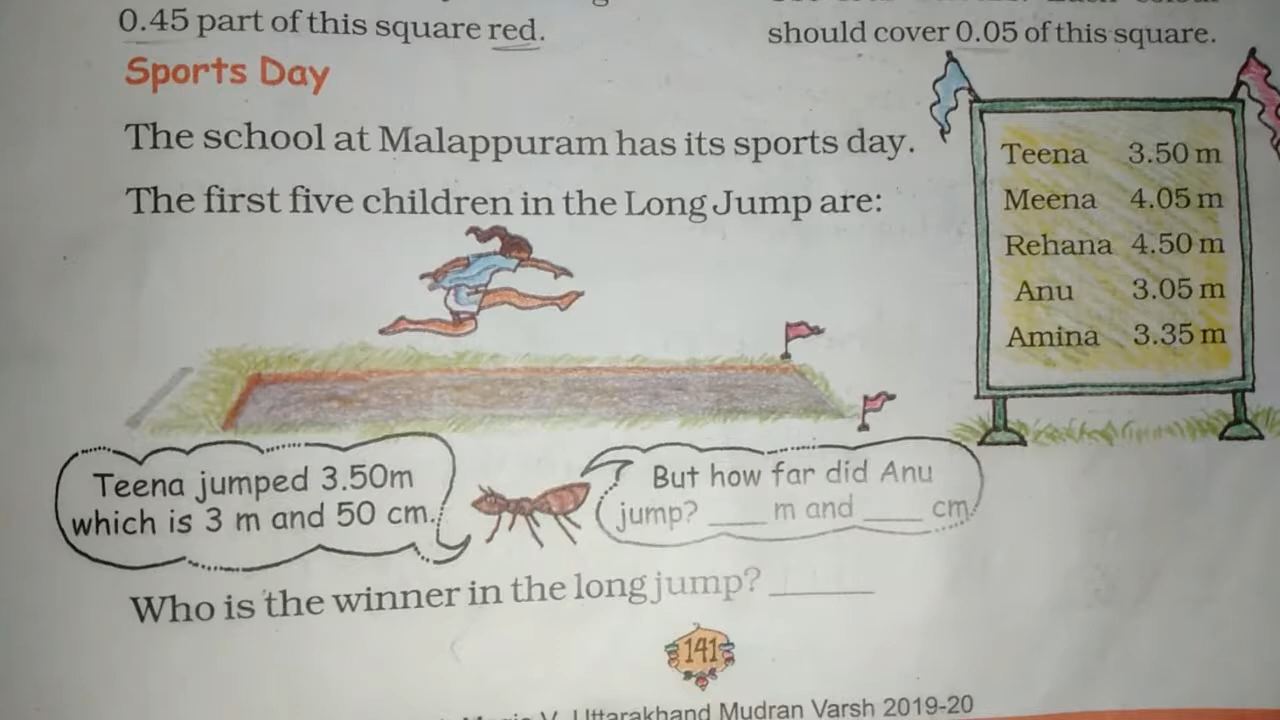 0.45 part of this square red.
should cover 0.05 of this square.
Sports Day
The school at Malappuram has its sports day.
The first five children in the Long Jump are:
Teena 3.50 m
Meena 4.05 m
Rehana 4.50 m
Anu 3.05 m
Amina 3.35 m
Teena jumped 3.50m
which is 3 m and 50 cm.
But how far did Anu
jump? ____ m and ____ cm.
Who is the winner in the long jump? ______
141
V, Uttarakhand Mudran Varsh 2019-20